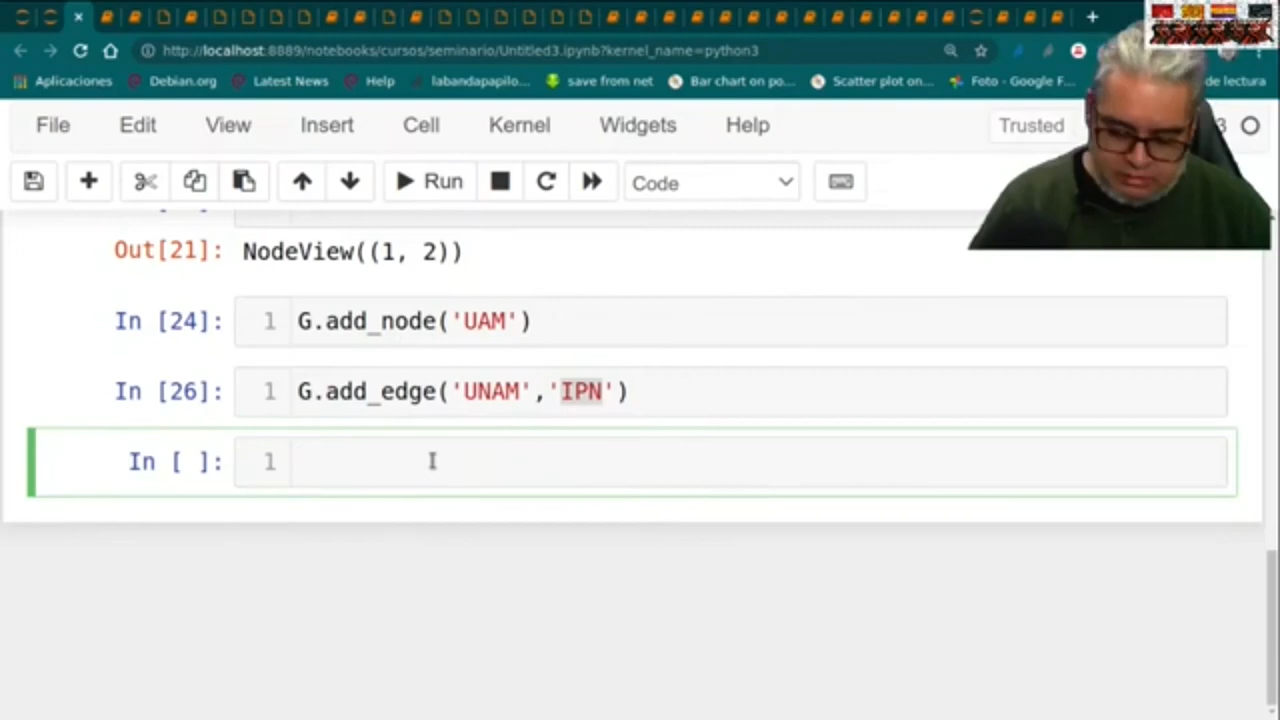 http://localhost:8889/notebooks/cursos/seminario/Untitled3.ipynb?kernel_name=python3
Aplicaciones Debian.org Latest News Help labandapapilo... save from net Bar chart on po... Scatter plot on... Foto - Google F... de lectura
File Edit View Insert Cell Kernel Widgets Help Trusted 3
Run Code
Out[21]: NodeView((1, 2))
In [24]: 1 G.add_node('UAM')
In [26]: 1 G.add_edge('UNAM','IPN')
In [ ]: 1